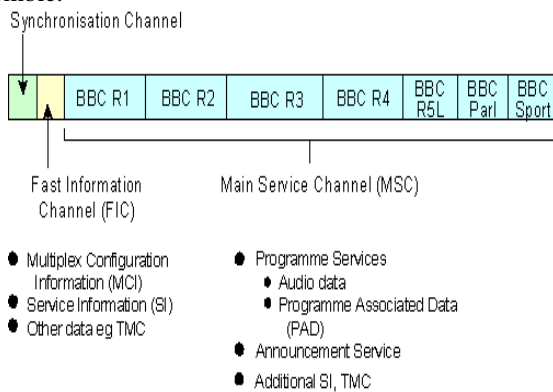 Synchronisation Channel
BBC R1 BBC R2 BBC R3 BBC R4 BBC R5L BBC Parl BBC Sport
Fast Information Channel (FIC)
Main Service Channel (MSC)
● Multiplex Configuration
Information (MCI)
● Service Information (SI)
● Other data eg TMC
● Programme Services
● Audio data
● Programme Associated Data
(PAD)
● Announcement Service
● Additional SI, TMC